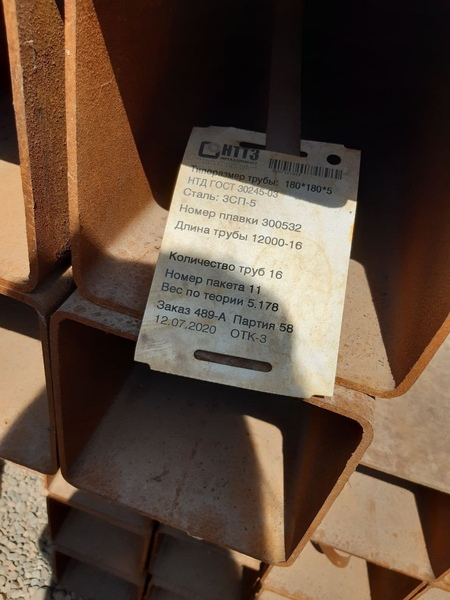 НТТЗ
Типоразмер трубы: 180*180*5
НТД ГОСТ 30245-03
Сталь: 3СП-5
Номер плавки 300532
Длина трубы 12000-16
Количество труб 16
Номер пакета 11
Вес по теории 5.178
Заказ 489-А Партия 58
12.07.2020 ОТК-3